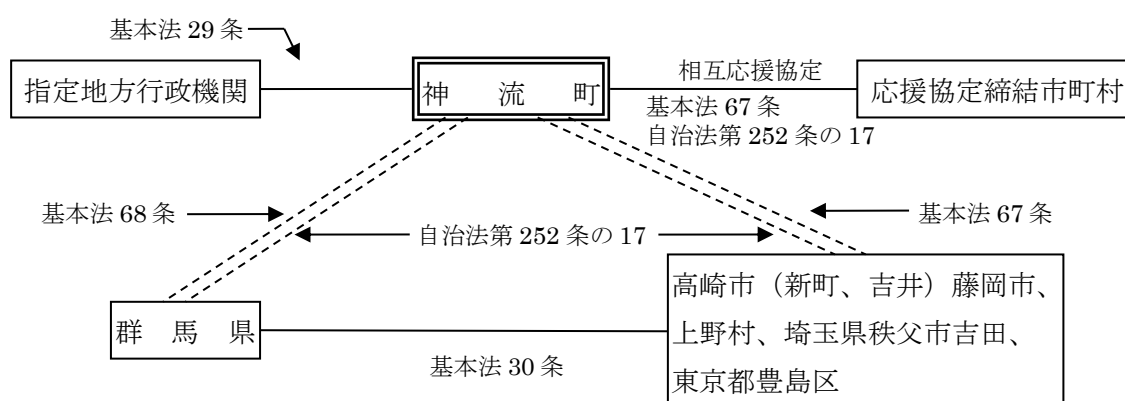 基本法 29 条
指定地方行政機関
神 流 町
相互応援協定
基本法 67 条
自治法第 252 条の 17
応援協定締結市町村
基本法 68 条
自治法第 252 条の 17
基本法 67 条
群 馬 県
基本法 30 条
高崎市（新町、吉井）藤岡市、
上野村、埼玉県秩父市吉田、
東京都豊島区